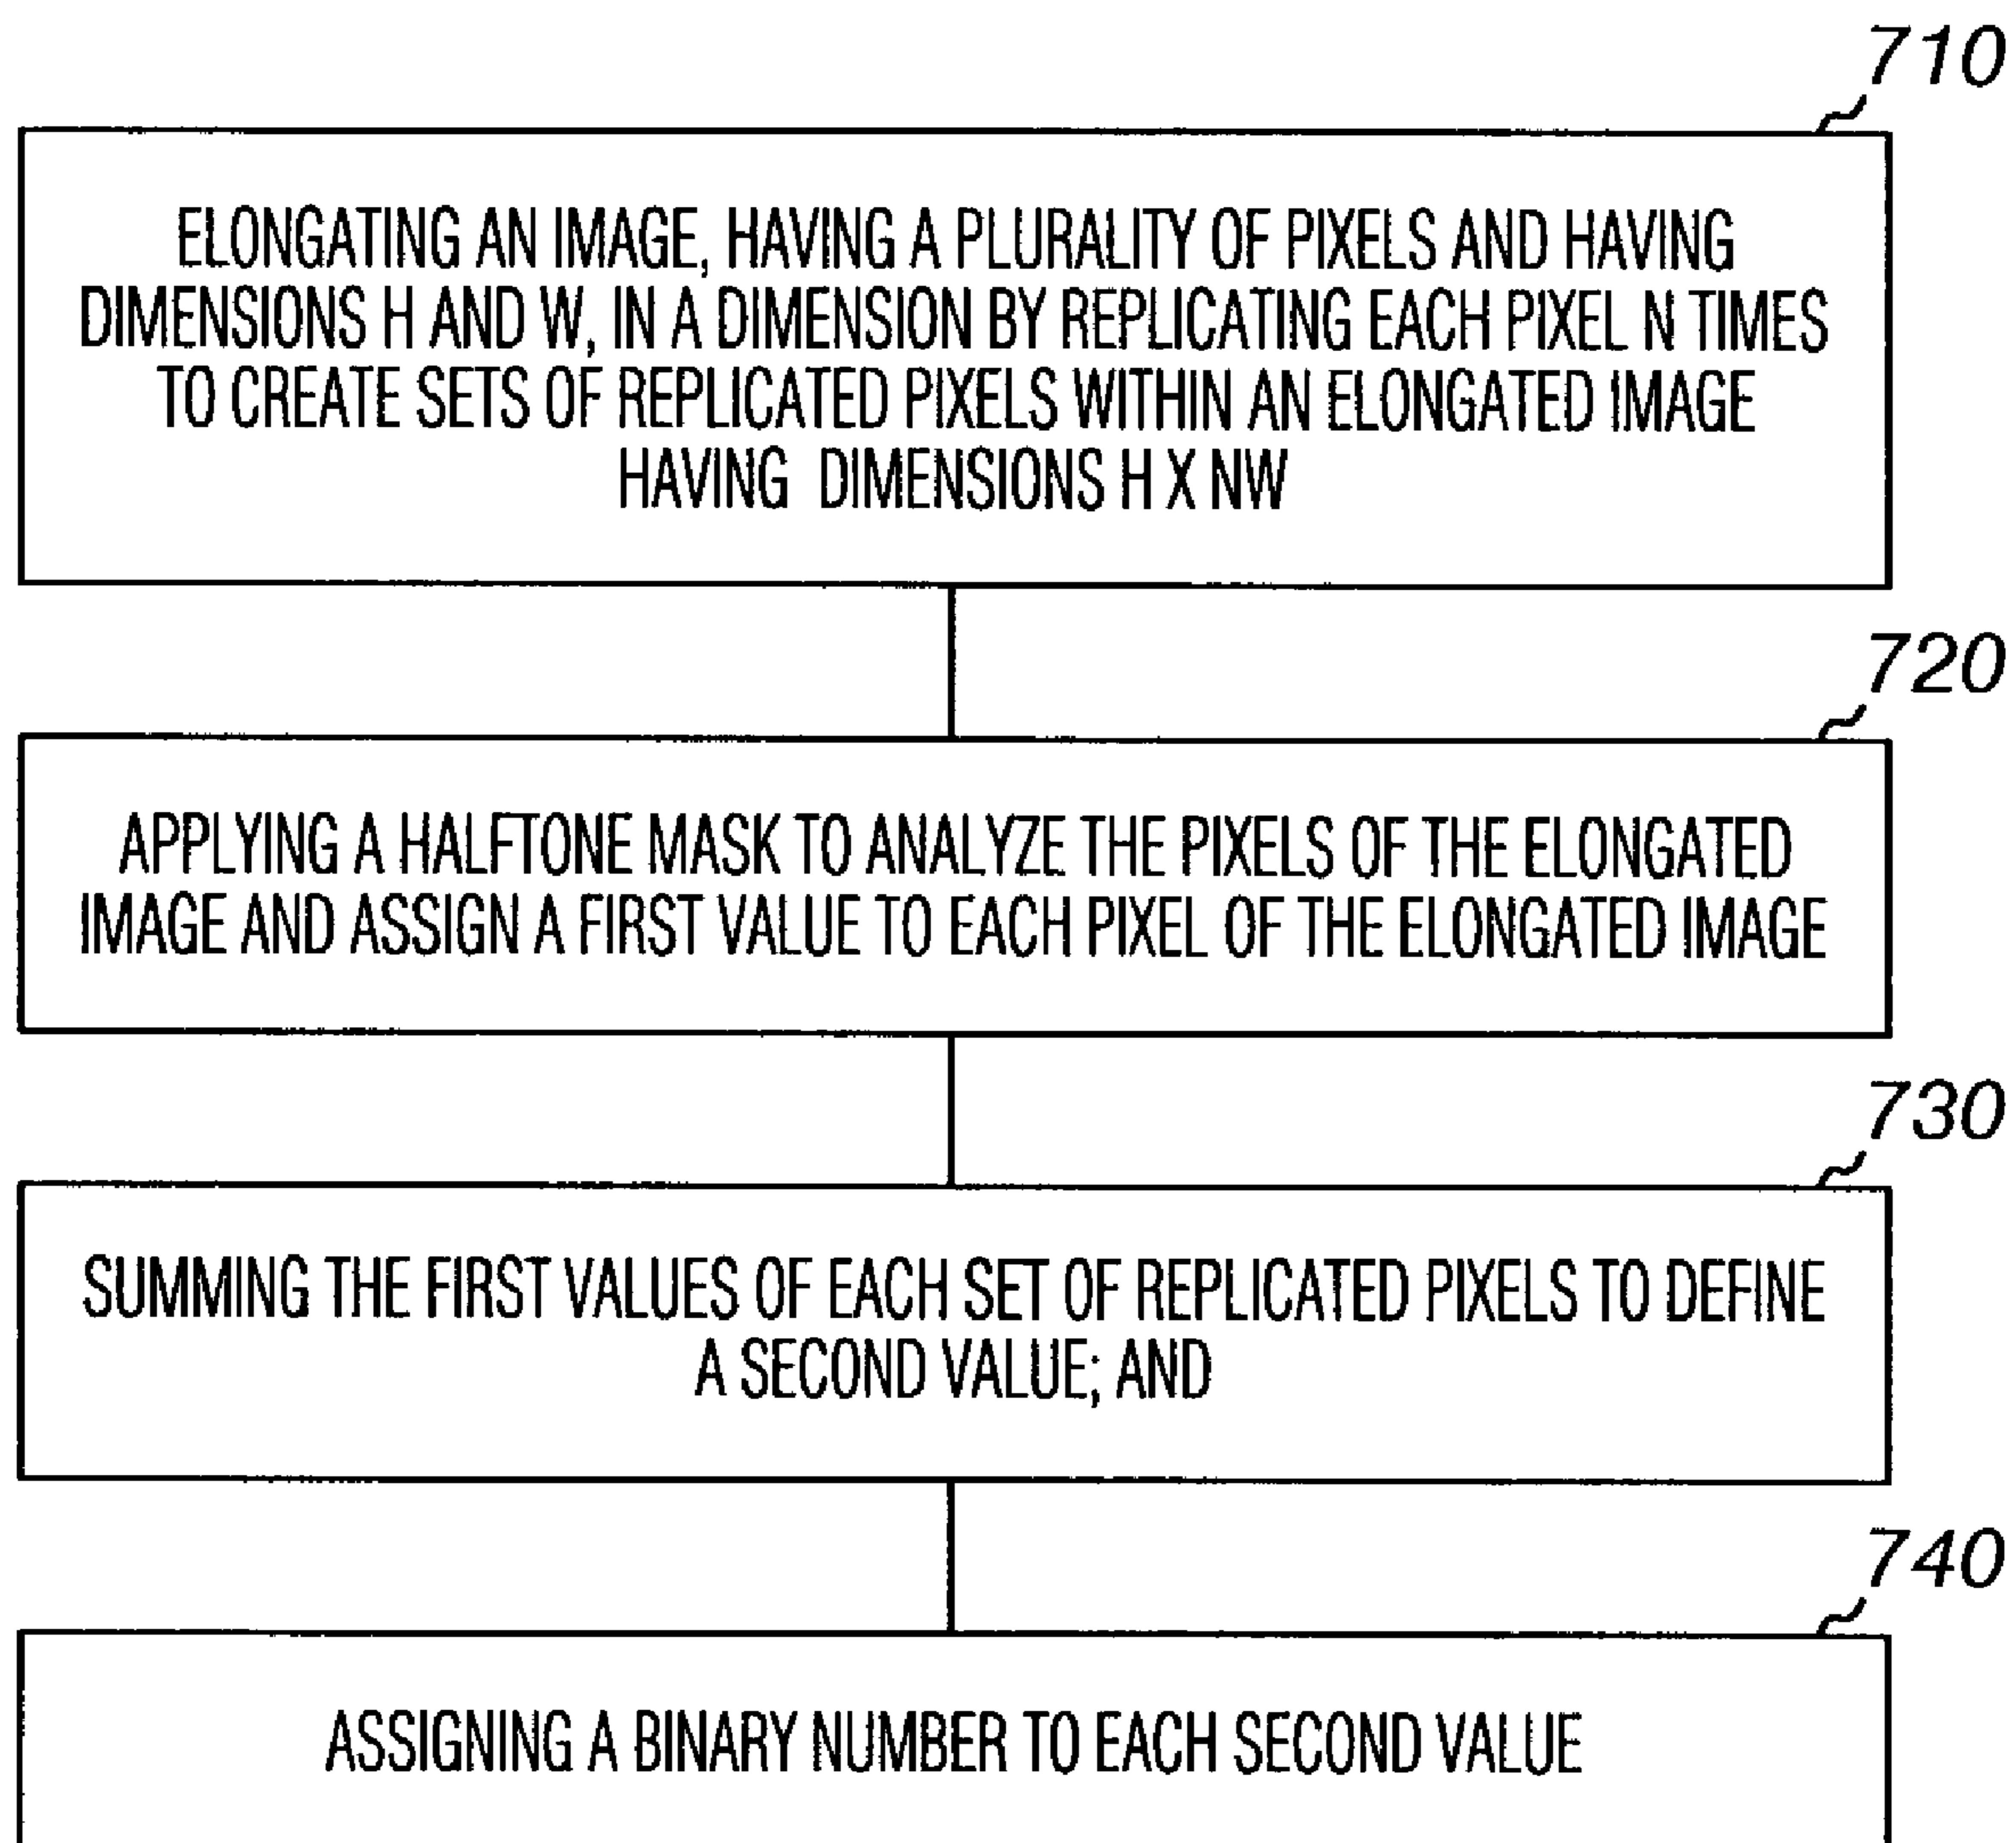 710
ELONGATING AN IMAGE, HAVING A PLURALITY OF PIXELS AND HAVING
DIMENSIONS H AND W, IN A DIMENSION BY REPLICATING EACH PIXEL N TIMES
TO CREATE SETS OF REPLICATED PIXELS WITHIN AN ELONGATED IMAGE
HAVING DIMENSIONS H X NW
720
APPLYING A HALFTONE MASK TO ANALYZE THE PIXELS OF THE ELONGATED
IMAGE AND ASSIGN A FIRST VALUE TO EACH PIXEL OF THE ELONGATED IMAGE
730
SUMMING THE FIRST VALUES OF EACH SET OF REPLICATED PIXELS TO DEFINE
A SECOND VALUE; AND
740
ASSIGNING A BINARY NUMBER TO EACH SECOND VALUE